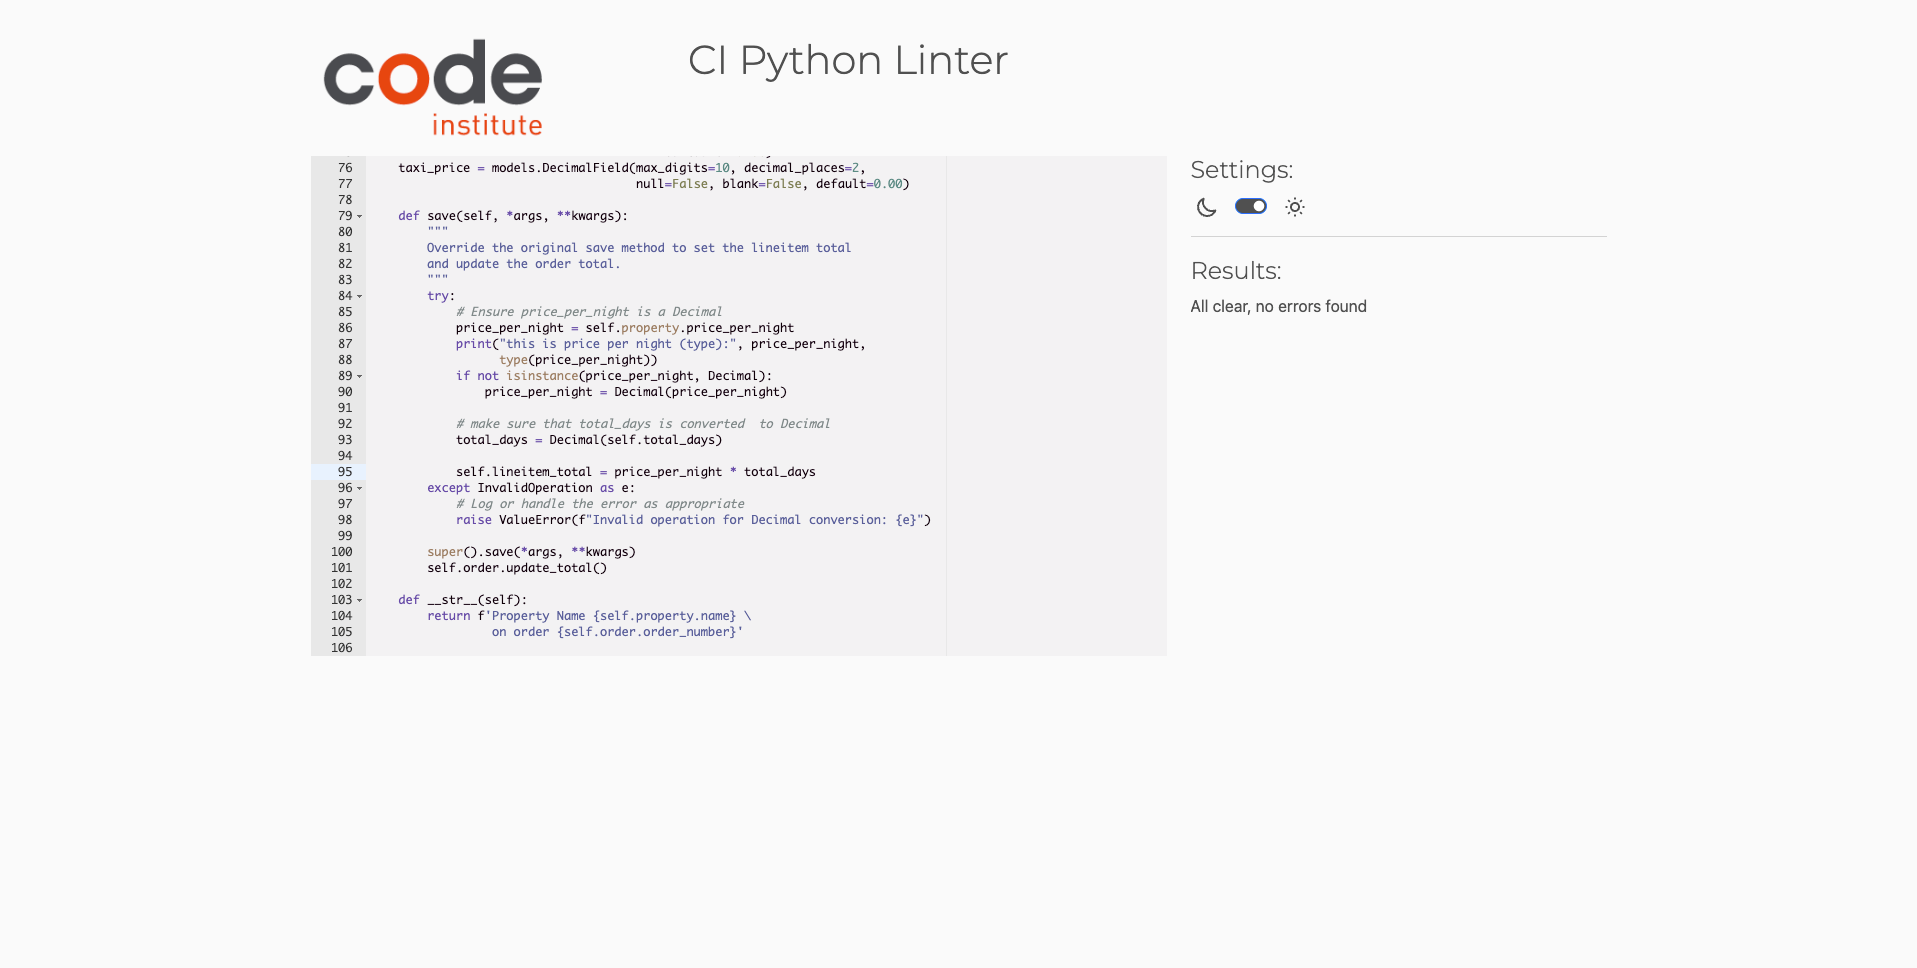 code
institute
CI Python Linter
76 taxi_price = models.DecimalField(max_digits=10, decimal_places=2,
77 null=False, blank=False, default=0.00)
78
79 def save(self, *args, **kwargs):
80 """
81 Override the original save method to set the lineitem total
82 and update the order total.
83 """
84 try:
85 # Ensure price_per_night is a Decimal
86 price_per_night = self.property.price_per_night
87 print("this is price per night (type):", price_per_night,
88 type(price_per_night))
89 if not isinstance(price_per_night, Decimal):
90 price_per_night = Decimal(price_per_night)
91
92 # make sure that total_days is converted  to Decimal
93 total_days = Decimal(self.total_days)
94
95 self.lineitem_total = price_per_night * total_days
96 except InvalidOperation as e:
97 # Log or handle the error as appropriate
98 raise ValueError(f"Invalid operation for Decimal conversion: {e}")
99
100 super().save(*args, **kwargs)
101 self.order.update_total()
102
103 def __str__(self):
104 return f'Property Name {self.property.name} \
105 on order {self.order.order_number}'
106
Settings:
Results:
All clear, no errors found